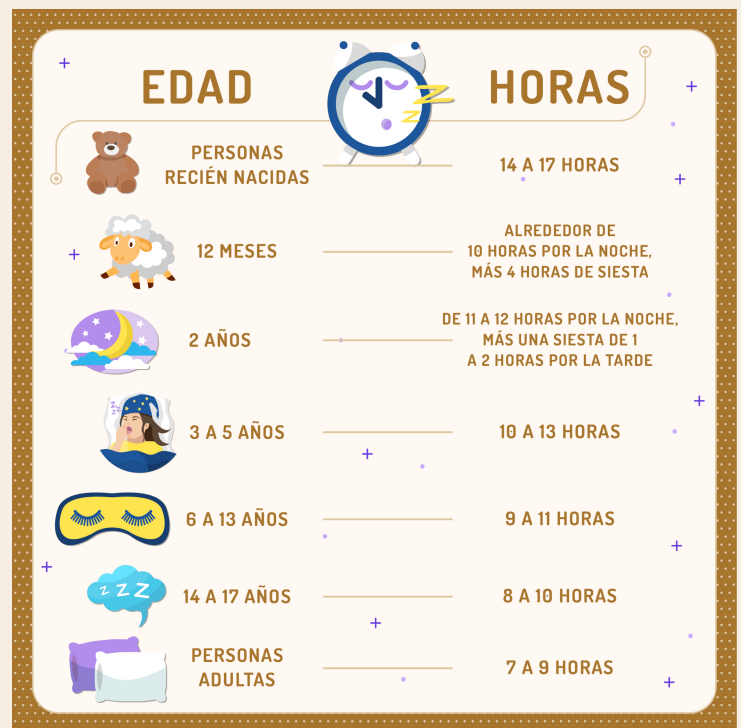 EDAD
HORAS
PERSONAS
RECIÉN NACIDAS
14 A 17 HORAS
12 MESES
ALREDEDOR DE
10 HORAS POR LA NOCHE,
MÁS 4 HORAS DE SIESTA
2 AÑOS
DE 11 A 12 HORAS POR LA NOCHE,
MÁS UNA SIESTA DE 1
A 2 HORAS POR LA TARDE
zzz
3 A 5 AÑOS
10 A 13 HORAS
6 A 13 AÑOS
9 A 11 HORAS
Z Z Z
14 A 17 AÑOS
8 A 10 HORAS
PERSONAS
ADULTAS
7 A 9 HORAS